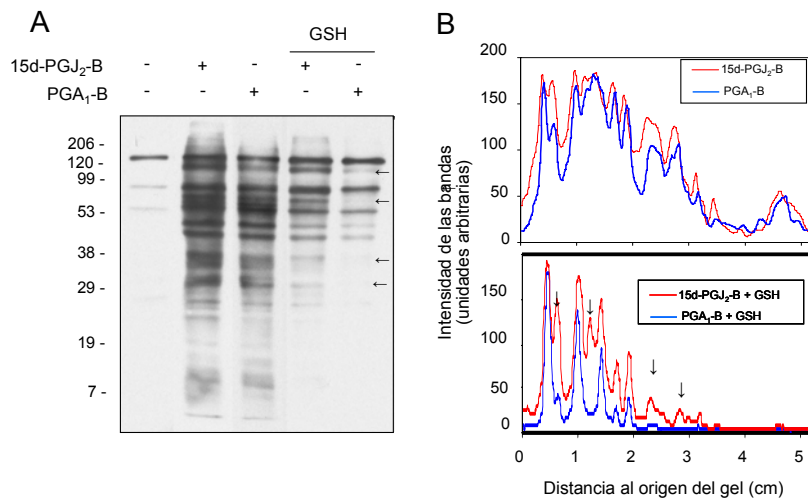 A
GSH
15d-PGJ₂-B - + - + -
PGA₁-B - - + - +
206 -
120 -
99 -
53 -
38 -
29 -
19 -
7 -
←
←
←
←
B
Intensidad de las bandas
(unidades arbitrarias)
200
150
100
50
0
15d-PGJ₂-B
PGA₁-B
150
100
50
0
15d-PGJ₂-B + GSH
PGA₁-B + GSH
↓ ↓ ↓ ↓
0 1 2 3 4 5
Distancia al origen del gel (cm)